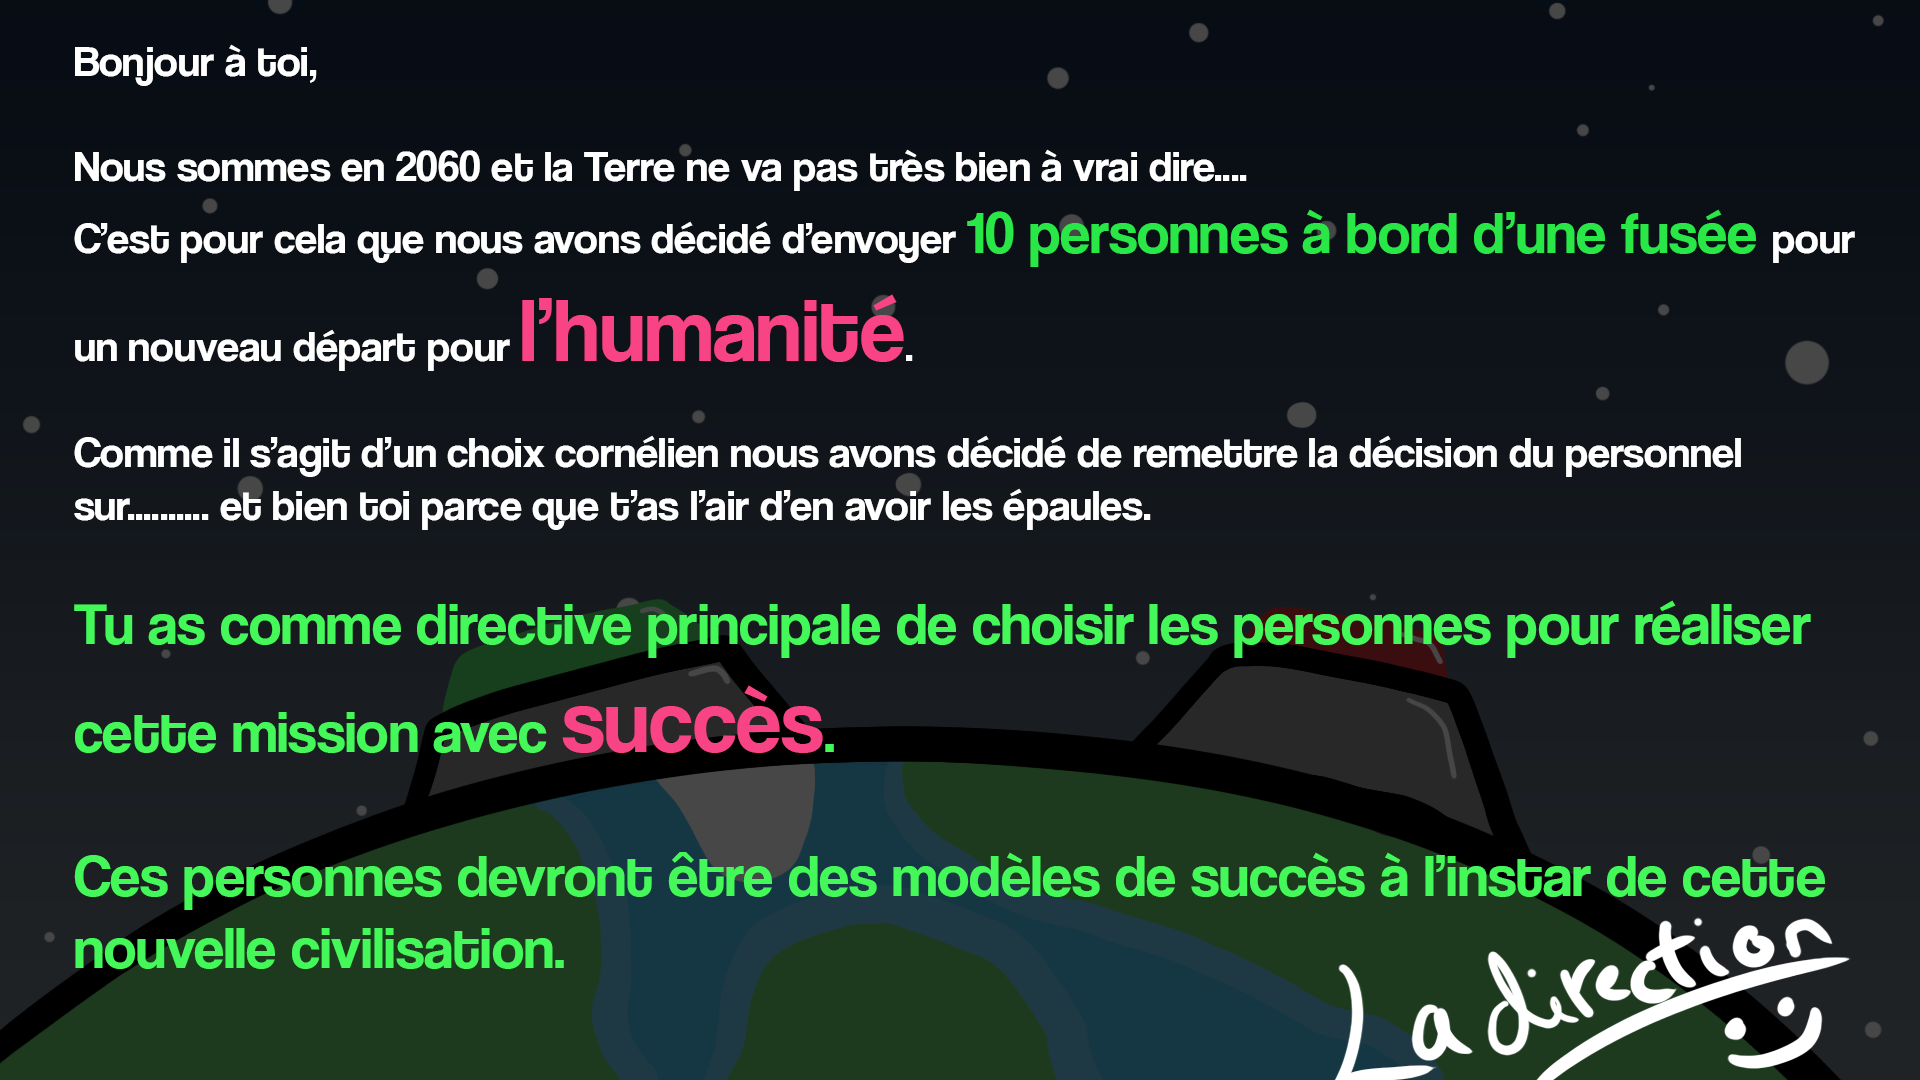 Bonjour à toi,
Nous sommes en 2060 et la Terre ne va pas très bien à vrai dire....
C'est pour cela que nous avons décidé d'envoyer 10 personnes à bord d'une fusée pour
un nouveau départ pour l'humanité.
Comme il s'agit d'un choix cornélien nous avons décidé de remettre la décision du personnel
sur.......... et bien toi parce que t'as l'air d'en avoir les épaules.
Tu as comme directive principale de choisir les personnes pour réaliser
cette mission avec succès.
Ces personnes devront être des modèles de succès à l'instar de cette
nouvelle civilisation.
La direction